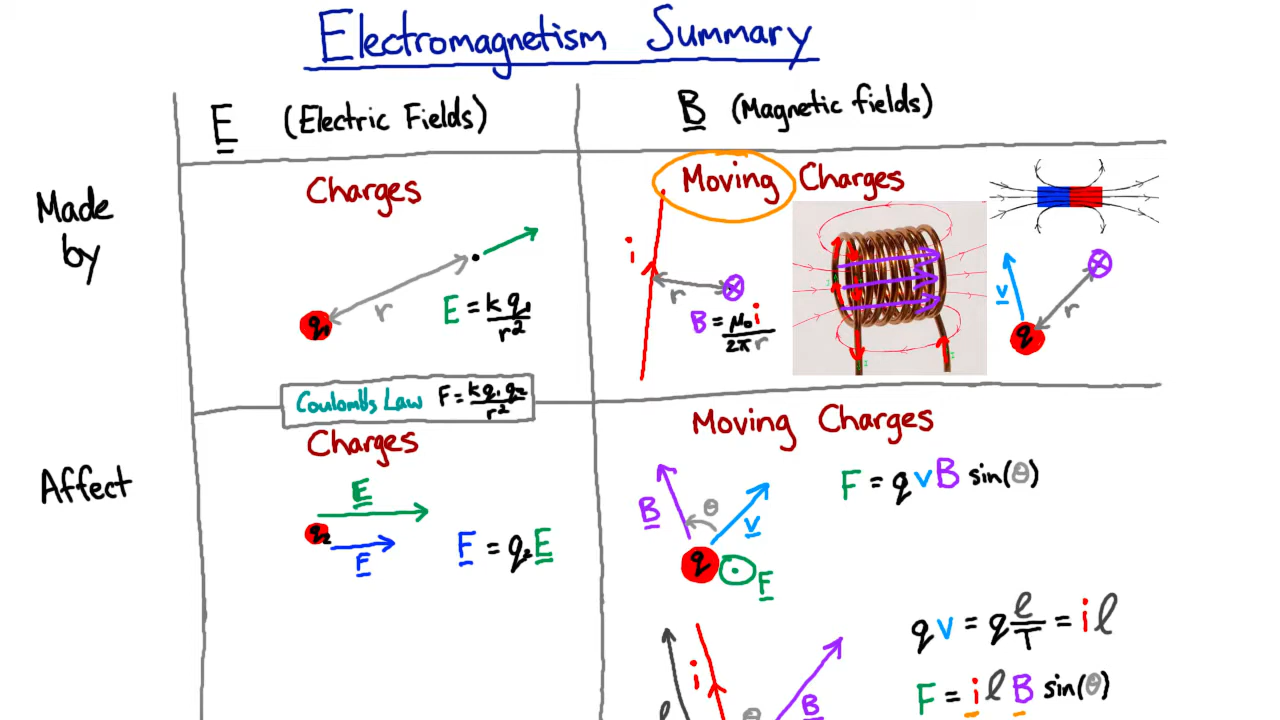 Electromagnetism Summary
E (Electric Fields)
B (Magnetic fields)
Made by
Charges
q₁
r
E = kq₁/r²
Moving Charges
i
r
B = μ₀i/2πr
v
r
q
Coulomb's Law F = kq₁q₂/r²
Affect
Charges
E
q₂
F
F = q₂E
Moving Charges
B
θ
v
q
F
F = qvB sin(θ)
qv = q ℓ/T = iℓ
ℓ
i
θ
B
F = iℓB sin(θ)